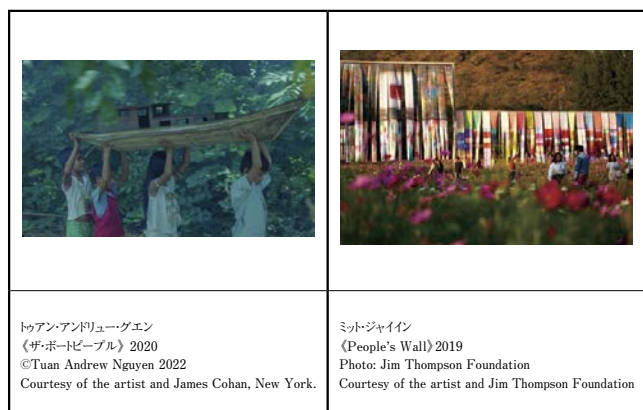 トゥアン・アンドリュー・グエン
《ザ・ボートピープル》 2020
©Tuan Andrew Nguyen 2022
Courtesy of the artist and James Cohan, New York.
ミット・ジャイイン
《People's Wall》2019
Photo: Jim Thompson Foundation
Courtesy of the artist and Jim Thompson Foundation